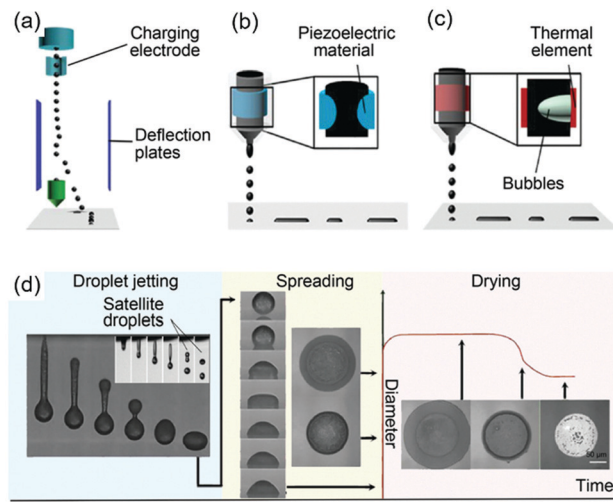 (a)
Charging
electrode
Deflection
plates
(b)
Piezoelectric
material
(c)
Thermal
element
Bubbles
(d)
Droplet jetting
Satellite
droplets
Spreading
Drying
Diameter
50 µm
Time